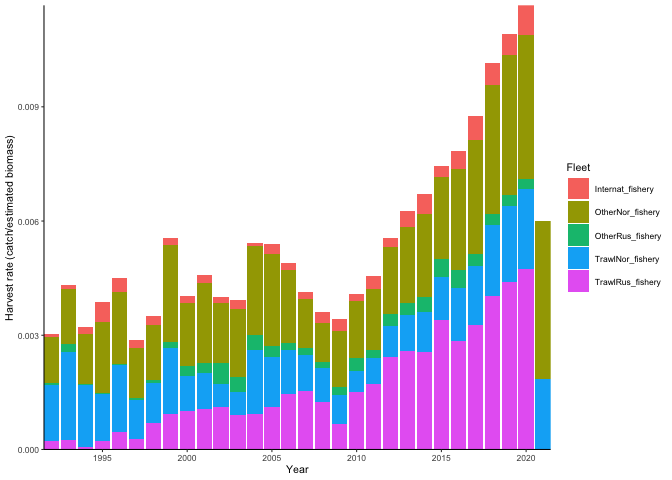 Harvest rate (catch/estimated biomass)
0.009
0.006
0.003
0.000
1995
2000
2005
2010
2015
2020
Year
Fleet
Internat_fishery
OtherNor_fishery
OtherRus_fishery
TrawlNor_fishery
TrawlRus_fishery